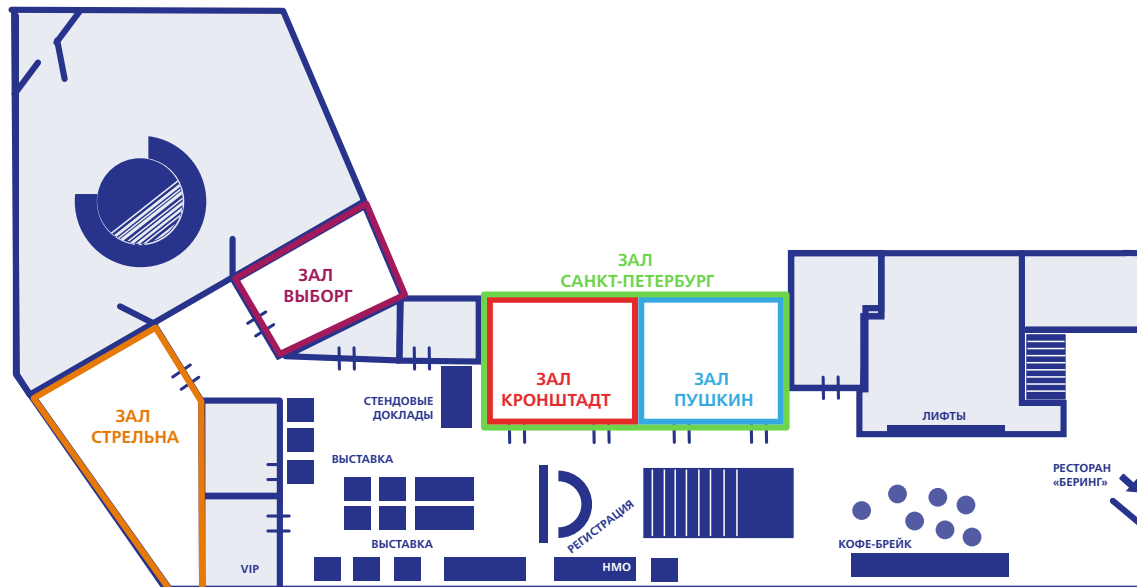 ЗАЛ
САНКТ-ПЕТЕРБУРГ
ЗАЛ
ВЫБОРГ
ЗАЛ
КРОНШТАДТ
ЗАЛ
ПУШКИН
СТЕНДОВЫЕ
ДОКЛАДЫ
ЗАЛ
СТРЕЛЬНА
ЛИФТЫ
ВЫСТАВКА
РЕСТОРАН
«БЕРИНГ»
РЕГИСТРАЦИЯ
ВЫСТАВКА
КОФЕ-БРЕЙК
VIP
НМО